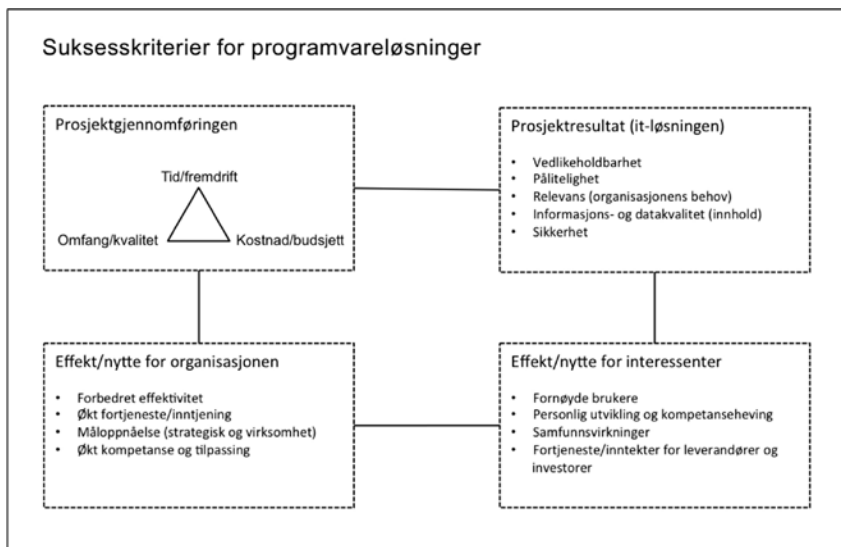 Suksesskriterier for programvareløsninger
Prosjektgjennomføringen
Tid/fremdrift
Omfang/kvalitet
Kostnad/budsjett
Prosjektresultat (it-løsningen)
• Vedlikeholdbarhet
• Pålitelighet
• Relevans (organisasjonens behov)
• Informasjons- og datakvalitet (innhold)
• Sikkerhet
Effekt/nytte for organisasjonen
• Forbedret effektivitet
• Økt fortjeneste/inntjening
• Måloppnåelse (strategisk og virksomhet)
• Økt kompetanse og tilpassing
Effekt/nytte for interessenter
• Fornøyde brukere
• Personlig utvikling og kompetanseheving
• Samfunnsvirkninger
• Fortjeneste/inntekter for leverandører og
investorer